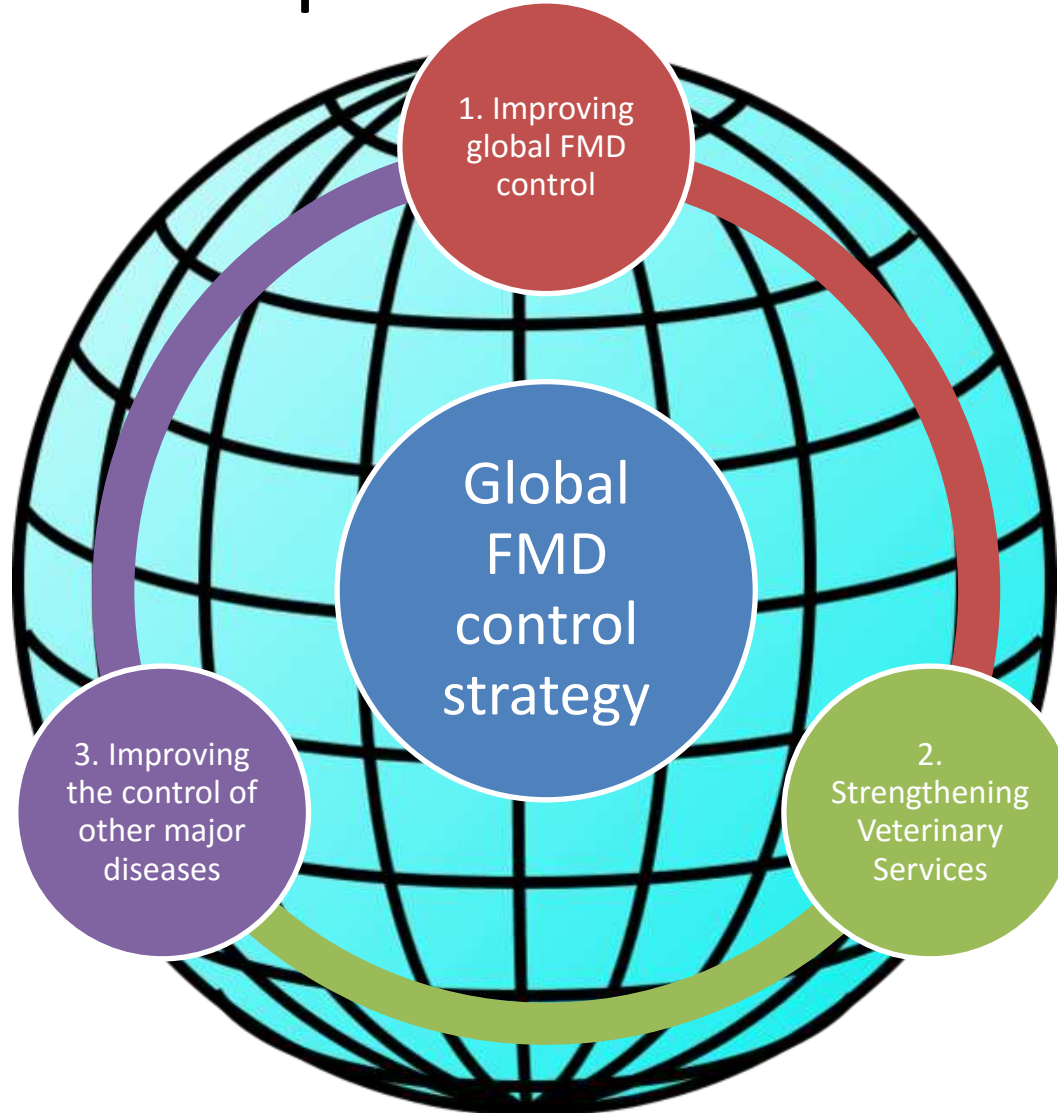 1. Improving
global FMD
control
Global
FMD
control
strategy
3. Improving
the control of
other major
diseases
2.
Strengthening
Veterinary
Services